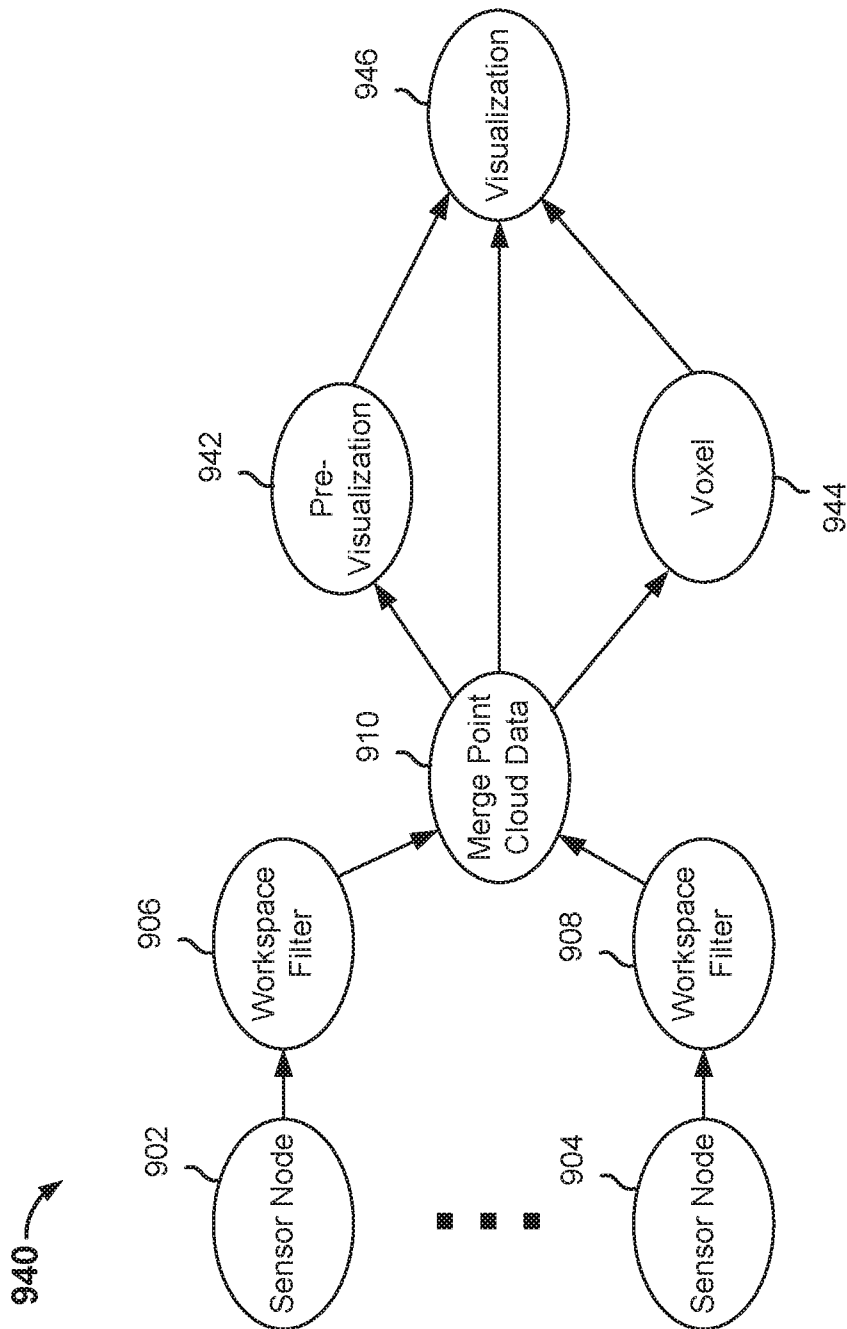 940
902
Sensor Node
904
Sensor Node
906
Workspace
Filter
908
Workspace
Filter
910
Merge Point
Cloud Data
942
Pre-
Visualization
944
Voxel
946
Visualization